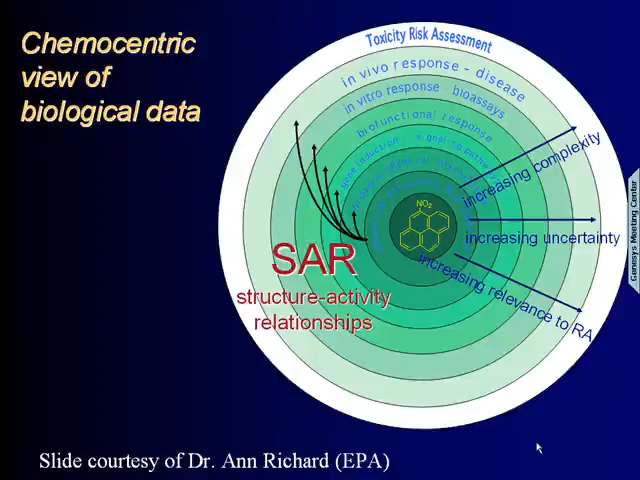 Chemocentric
view of
biological data
Toxicity Risk Assessment
in vivo response - disease
in vitro response bioassays
biofunctional response
gene induction
NO2
increasing complexity
increasing uncertainty
increasing relevance to RA
SAR
structure-activity
relationships
Genesys Meeting Center
Slide courtesy of Dr. Ann Richard (EPA)